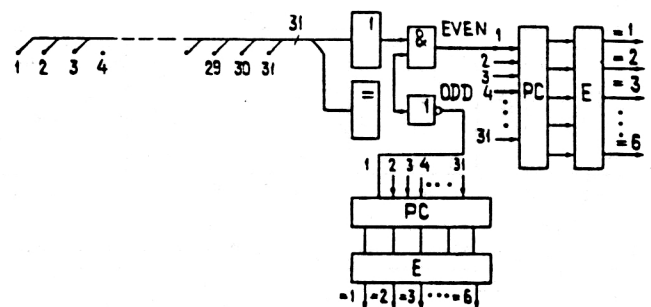 31
1 2 3 4 29 30 31
1
=
&
1
EVEN
ODD
1
2
3
4
31
PC
E
=1
=2
=3
=6
1 2 3 4 31
PC
E
=1 =2 =3 =6